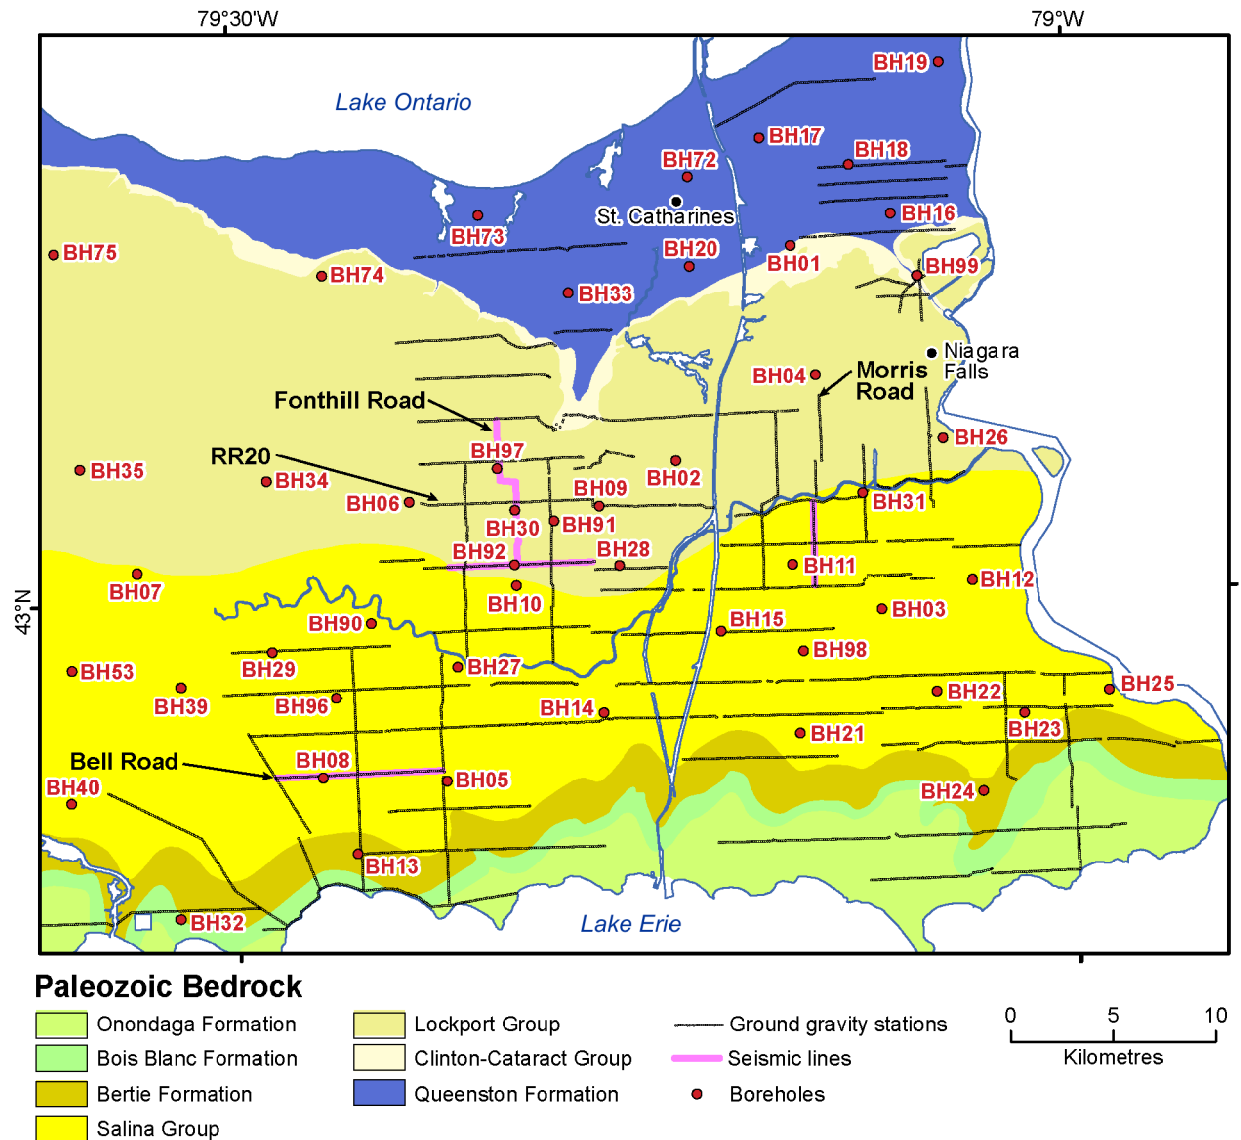 79°30'W
79°W
BH19
Lake Ontario
BH17
BH18
BH72
St. Catharines
BH16
BH73
BH75
BH20
BH01
BH99
BH74
BH33
Niagara
Falls
BH04
Morris
Road
Fonthill Road
BH26
BH97
RR20
BH35
BH34
BH02
BH06
BH09
BH31
BH30
BH91
BH92
BH28
BH11
BH12
BH07
BH10
43°N
BH03
BH90
BH15
BH98
BH29
BH27
BH53
BH25
BH39
BH96
BH22
BH14
BH23
BH21
Bell Road
BH08
BH05
BH40
BH24
BH13
BH32
Lake Erie
Paleozoic Bedrock
Onondaga Formation
Lockport Group
Ground gravity stations
0 5 10
Kilometres
Bois Blanc Formation
Clinton-Cataract Group
Seismic lines
Bertie Formation
Queenston Formation
Boreholes
Salina Group